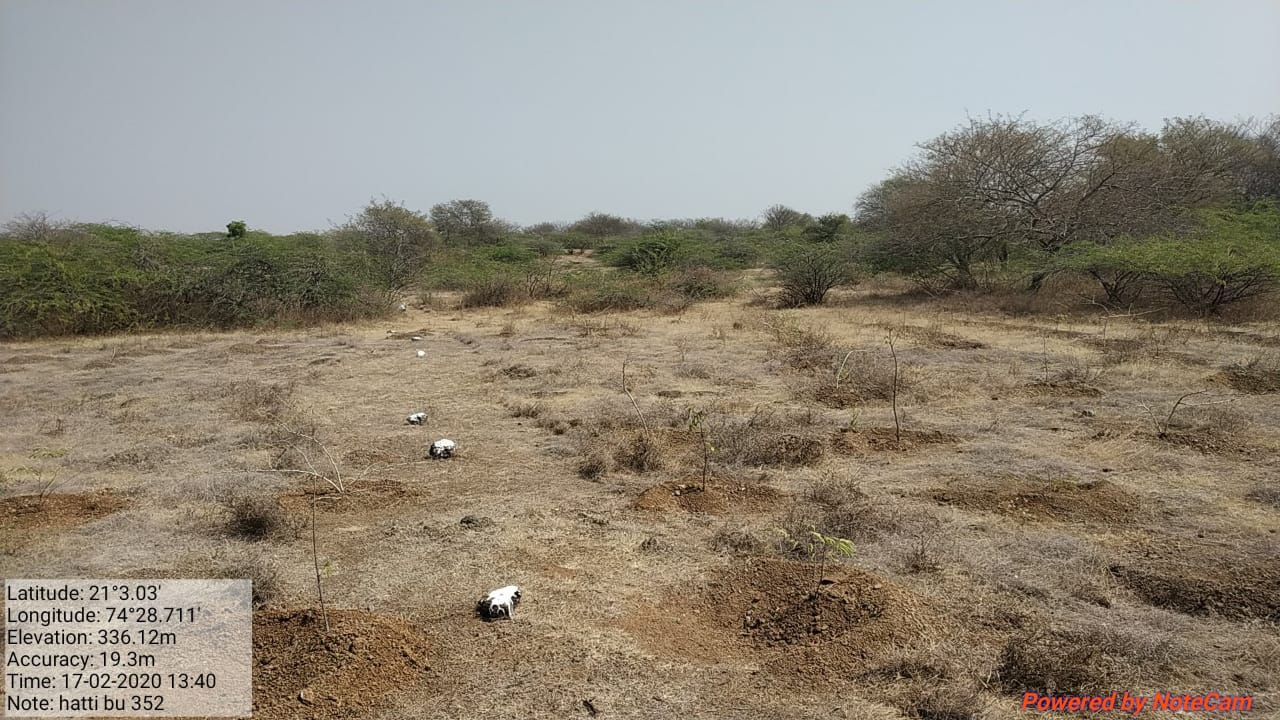 Latitude: 21°3.03'
Longitude: 74°28.711'
Elevation: 336.12m
Accuracy: 19.3m
Time: 17-02-2020 13:40
Note: hatti bu 352
Powered by NoteCam